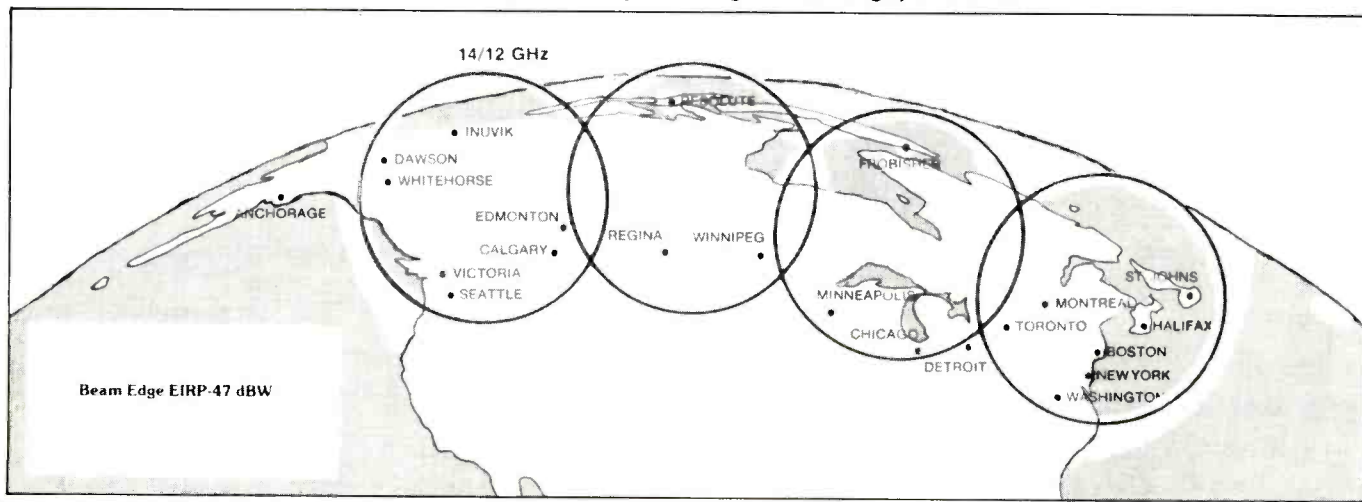 14/12 GHz
RESOLUTE
INUVIK
FROBISHER
DAWSON
WHITEHORSE
ANCHORAGE
EDMONTON
REGINA
WINNIPEG
CALGARY
ST. JOHNS
VICTORIA
SEATTLE
MINNEAPOLIS
MONTREAL
CHICAGO
TORONTO
HALIFAX
DETROIT
BOSTON
NEW YORK
WASHINGTON
Beam Edge EIRP-47 dBW